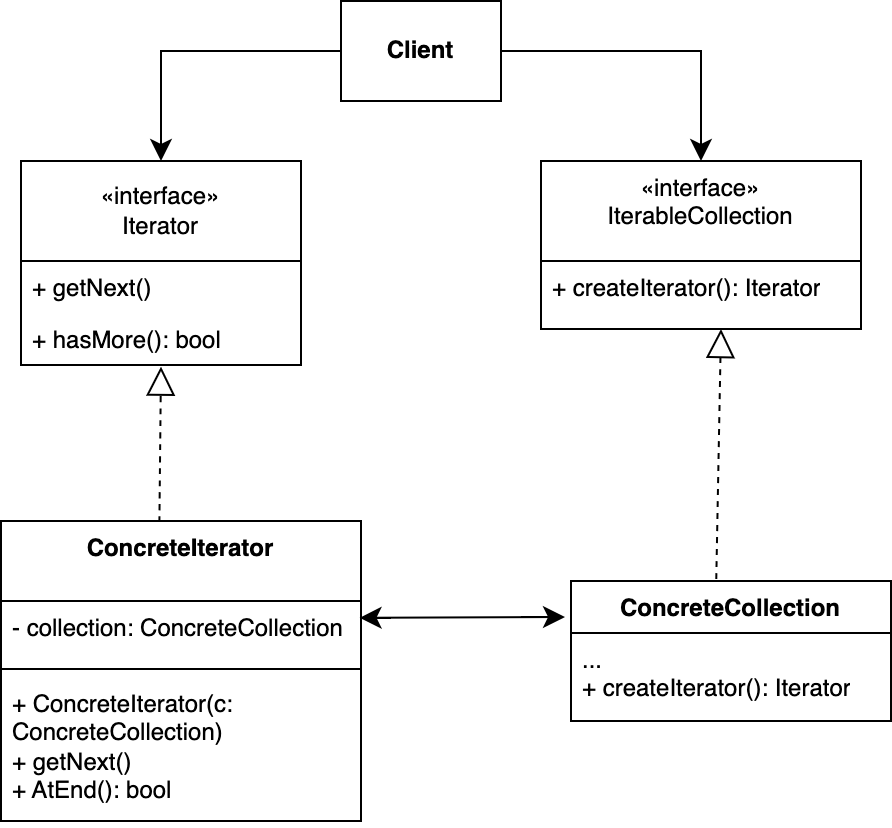 Client
«interface»
Iterator
+ getNext()
+ hasMore(): bool
«interface»
IterableCollection
+ createIterator(): Iterator
ConcreteIterator
- collection: ConcreteCollection
+ ConcreteIterator(c:
ConcreteCollection)
+ getNext()
+ AtEnd(): bool
ConcreteCollection
...
+ createIterator(): Iterator